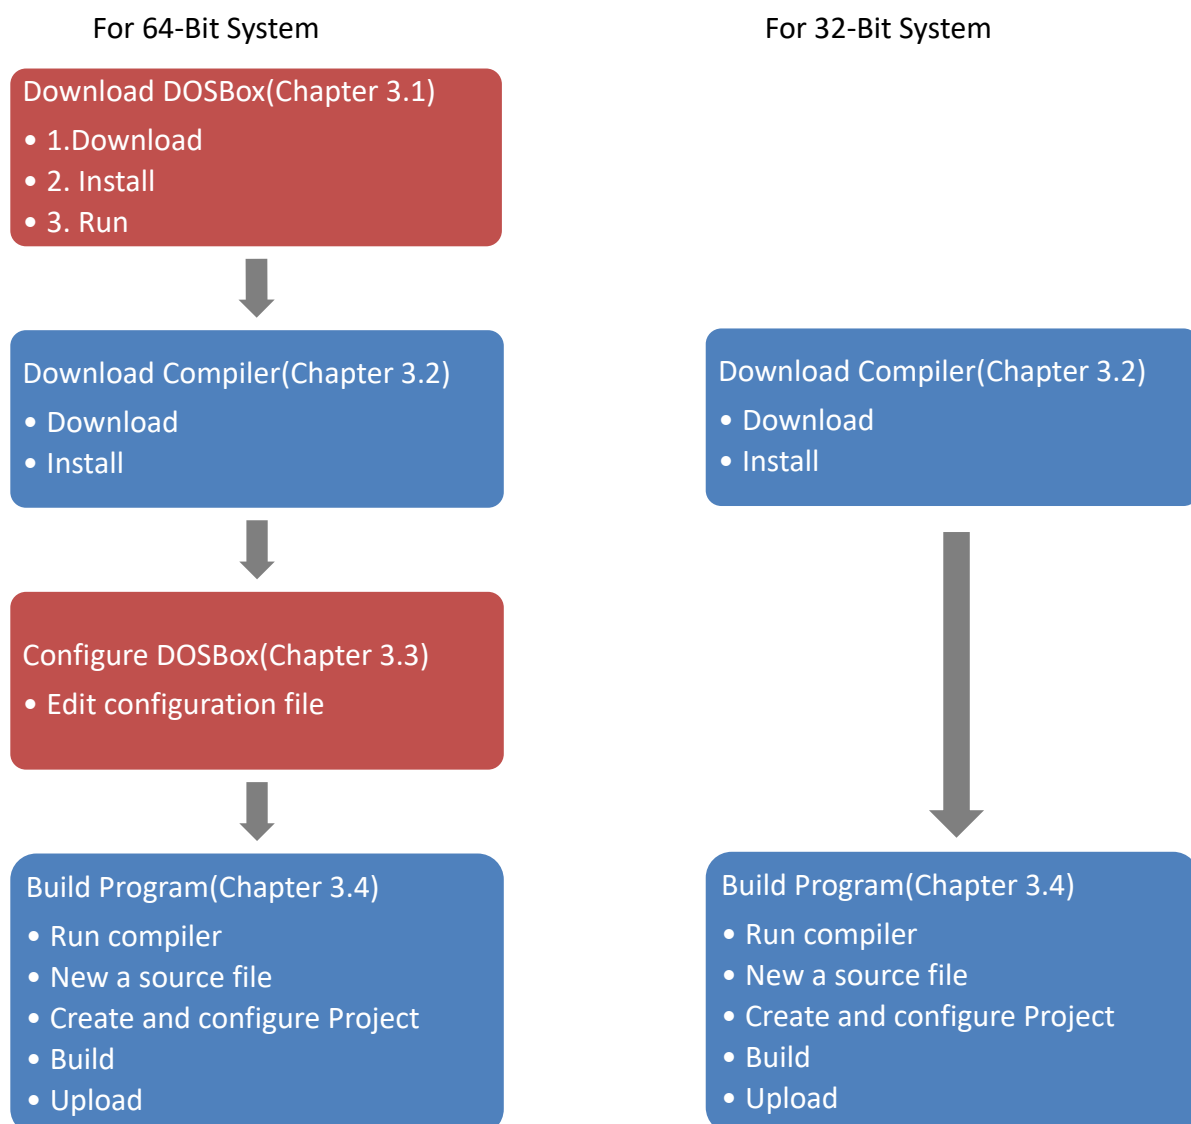 For 64-Bit System
Download DOSBox(Chapter 3.1)
• 1.Download
• 2. Install
• 3. Run
Download Compiler(Chapter 3.2)
• Download
• Install
Configure DOSBox(Chapter 3.3)
• Edit configuration file
Build Program(Chapter 3.4)
• Run compiler
• New a source file
• Create and configure Project
• Build
• Upload
For 32-Bit System
Download Compiler(Chapter 3.2)
• Download
• Install
Build Program(Chapter 3.4)
• Run compiler
• New a source file
• Create and configure Project
• Build
• Upload